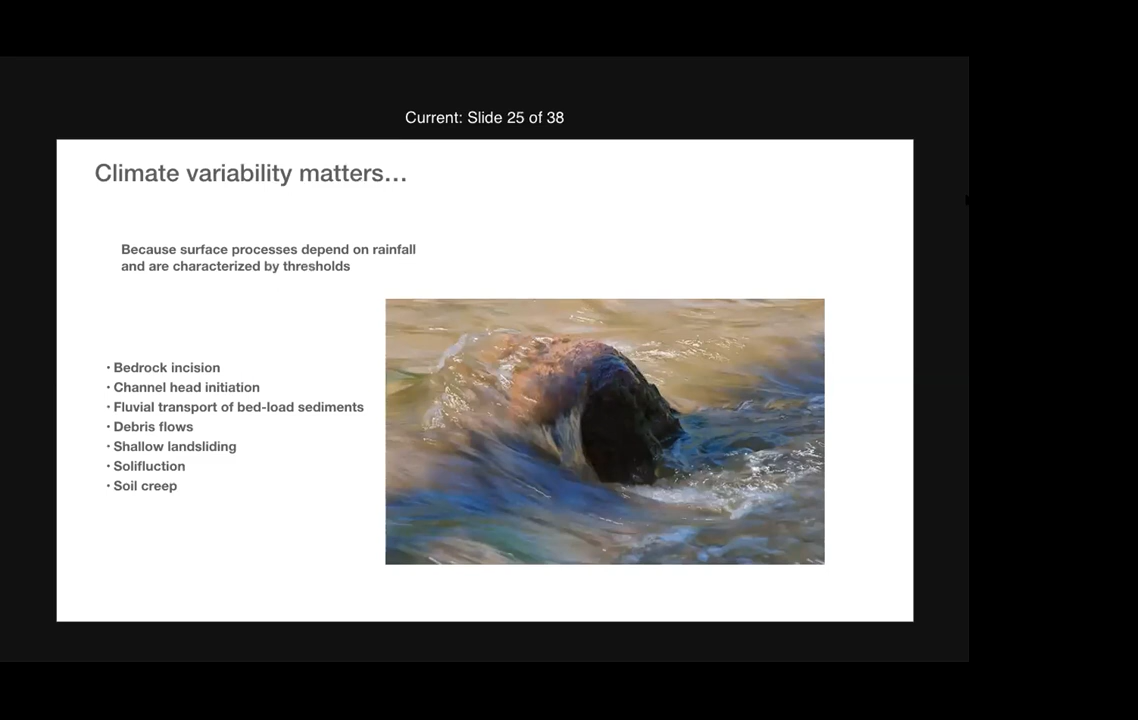 Current: Slide 25 of 38
Climate variability matters…
Because surface processes depend on rainfall
and are characterized by thresholds
· Bedrock incision
· Channel head initiation
· Fluvial transport of bed-load sediments
· Debris flows
· Shallow landsliding
· Solifluction
· Soil creep